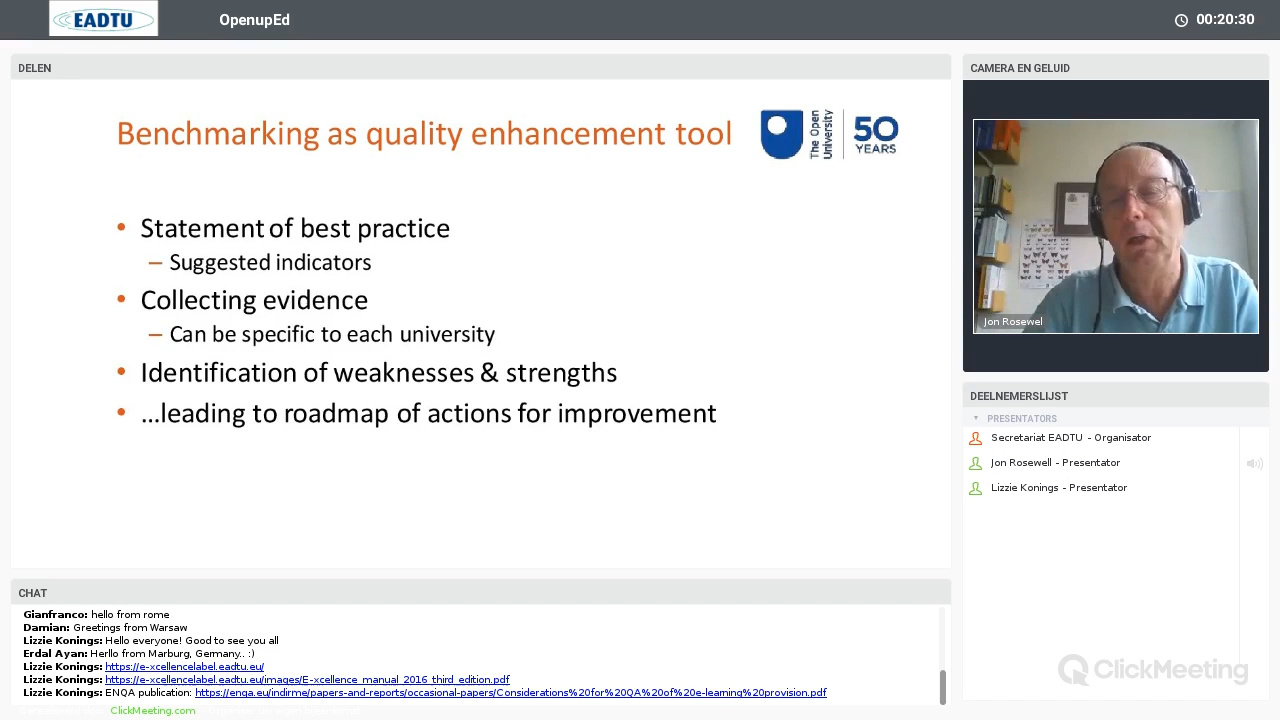 EADTU
OpenupEd
00:20:30
DELEN
Benchmarking as quality enhancement tool
The Open
University
50
YEARS
• Statement of best practice
– Suggested indicators
• Collecting evidence
– Can be specific to each university
• Identification of weaknesses & strengths
• ...leading to roadmap of actions for improvement
CAMERA EN GELUID
Jon Rosewel
DEELNEMERSLIJST
PRESENTATORS
Secretariat EADTU - Organisator
Jon Rosewell - Presentator
Lizzie Konings - Presentator
CHAT
Gianfranco: hello from rome
Damian: Greetings from Warsaw
Lizzie Konings: Hello everyone! Good to see you all
Erdal Ayan: Herllo from Marburg, Germany.. :)
Lizzie Konings: https://e-xcellencelabel.eadtu.eu/
Lizzie Konings: https://e-xcellencelabel.eadtu.eu/images/E-xcellence_manual_2016_third_edition.pdf
Lizzie Konings: ENQA publication: https://enqa.eu/indirme/papers-and-reports/occasional-papers/Considerations%20for%20QA%20of%20e-learning%20provision.pdf
ClickMeeting
ClickMeeting.com